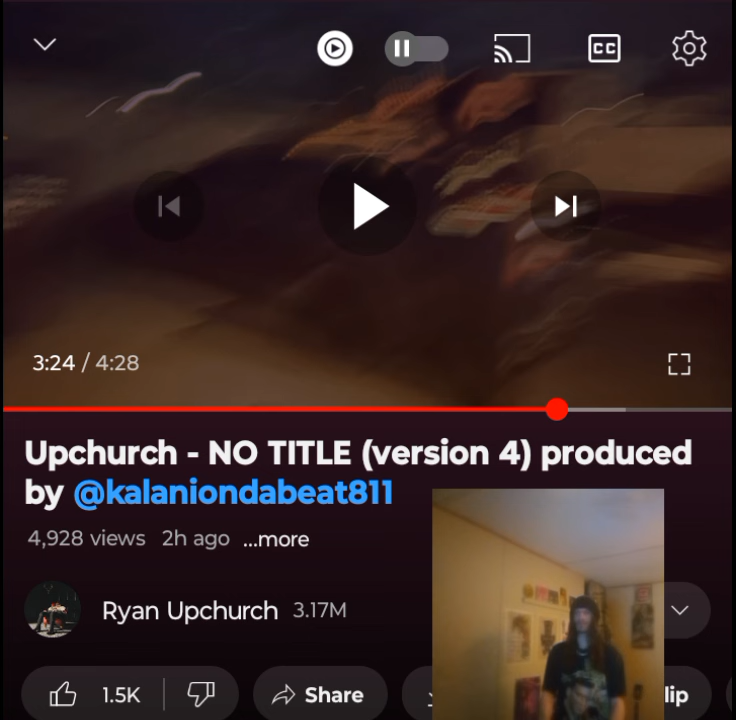 CC
3:24 / 4:28
Upchurch - NO TITLE (version 4) produced
by @kalaniondabeat811
4,928 views 2h ago ...more
Ryan Upchurch 3.17M
1.5K Share lip